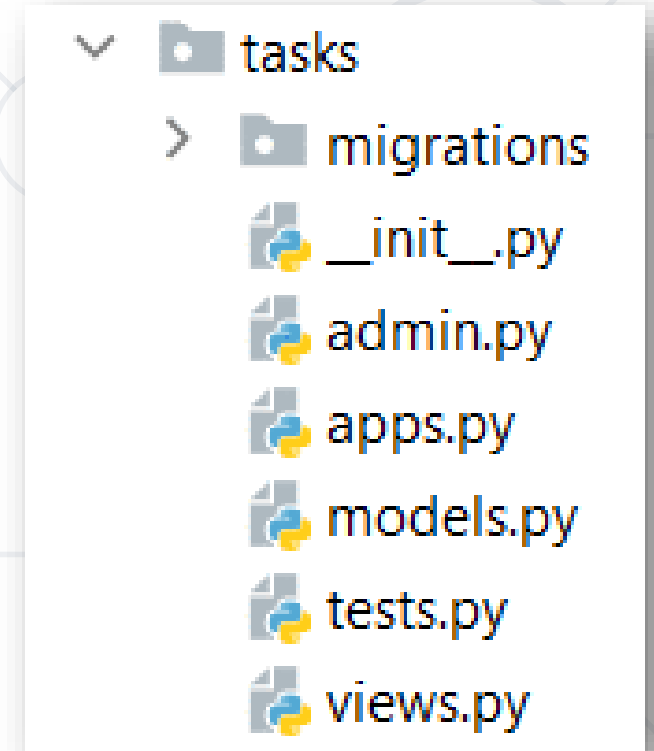 tasks
migrations
__init__.py
admin.py
apps.py
models.py
tests.py
views.py